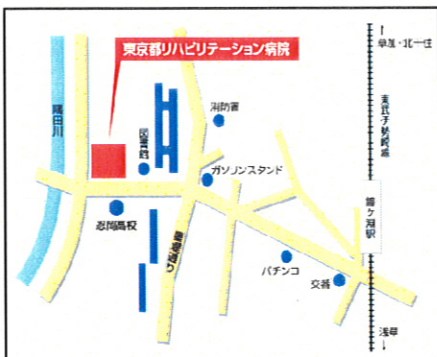 東京都リハビリテーション病院
↑
草加・北千住
東武伊勢崎線
隅田川
消防署
図書館
ガソリンスタンド
鐘ヶ淵駅
忍岡高校
墨堤通り
パチンコ
交番
浅草
↓